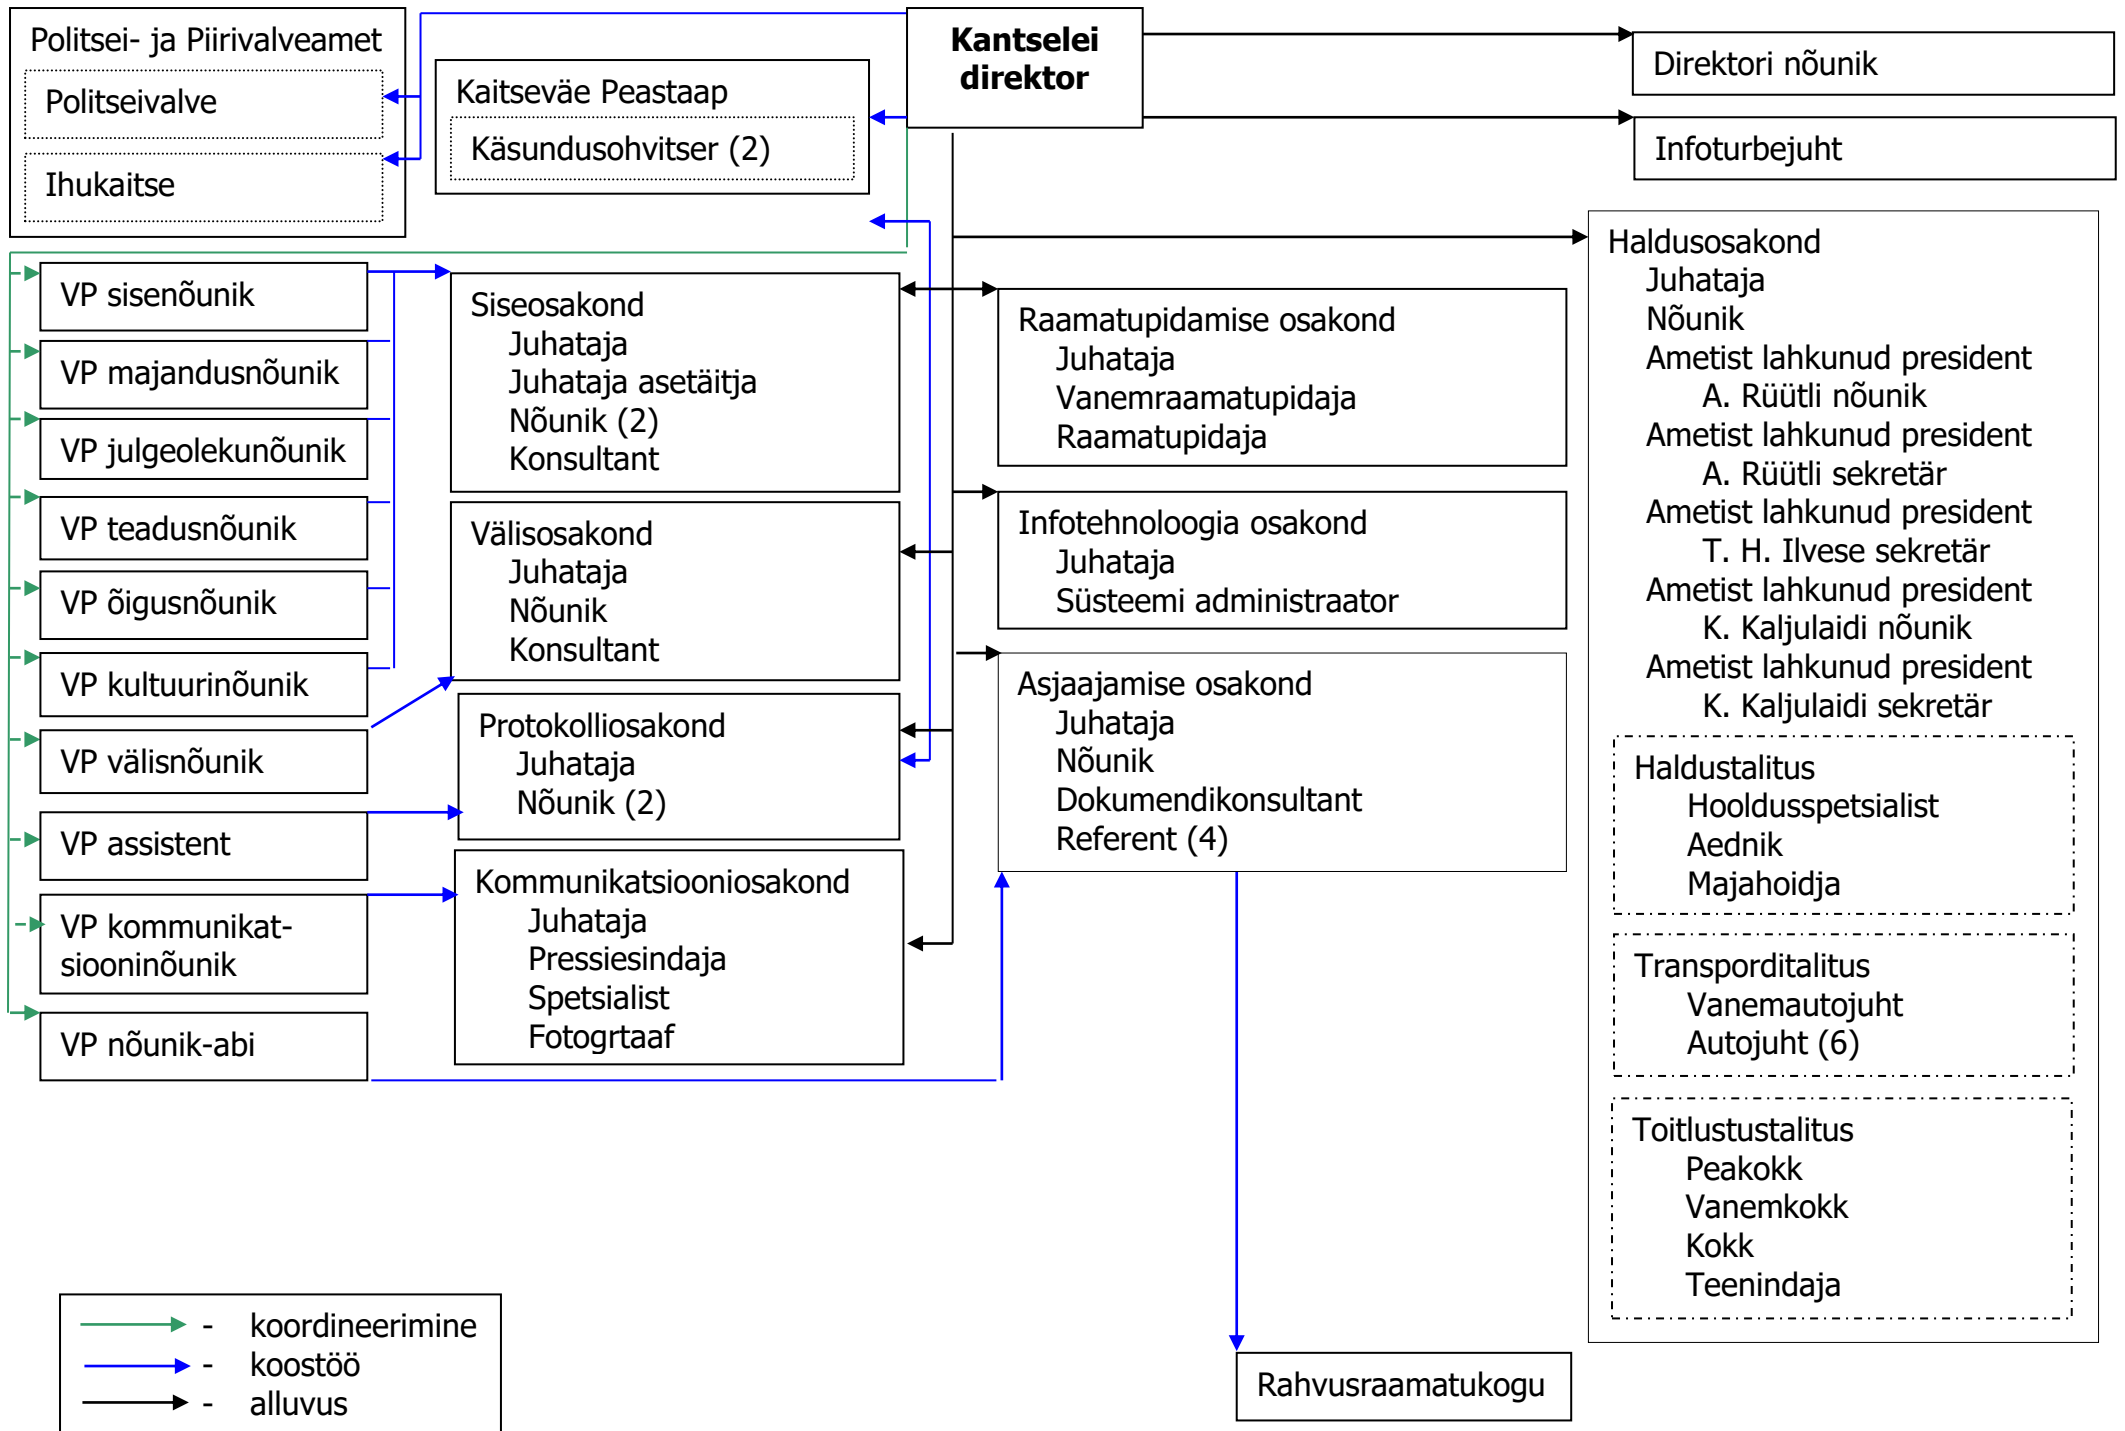 Politsei- ja Piirivalveamet
Politseivalve
Ihukaitse
Kaitseväe Peastaap
Käsundusohvitser (2)
Kantselei
direktor
Direktori nõunik
Infoturbejuht
VP sisenõunik
VP majandusnõunik
VP julgeolekunõunik
VP teadusnõunik
VP õigusnõunik
VP kultuurinõunik
VP välisnõunik
VP assistent
VP kommunikat-
siooninõunik
VP nõunik-abi
Siseosakond
Juhataja
Juhataja asetäitja
Nõunik (2)
Konsultant
Välisosakond
Juhataja
Nõunik
Konsultant
Protokolliosakond
Juhataja
Nõunik (2)
Kommunikatsiooniosakond
Juhataja
Pressiesindaja
Spetsialist
Fotogrtaaf
Raamatupidamise osakond
Juhataja
Vanemraamatupidaja
Raamatupidaja
Infotehnoloogia osakond
Juhataja
Süsteemi administraator
Asjaajamise osakond
Juhataja
Nõunik
Dokumendikonsultant
Referent (4)
Haldusosakond
Juhataja
Nõunik
Ametist lahkunud president
A. Rüütli nõunik
Ametist lahkunud president
A. Rüütli sekretär
Ametist lahkunud president
T. H. Ilvese sekretär
Ametist lahkunud president
K. Kaljulaidi nõunik
Ametist lahkunud president
K. Kaljulaidi sekretär
Haldustalitus
Hooldusspetsialist
Aednik
Majahoidja
Transporditalitus
Vanemautojuht
Autojuht (6)
Toitlustustalitus
Peakokk
Vanemkokk
Kokk
Teenindaja
Rahvusraamatukogu
- koordineerimine
- koostöö
- alluvus